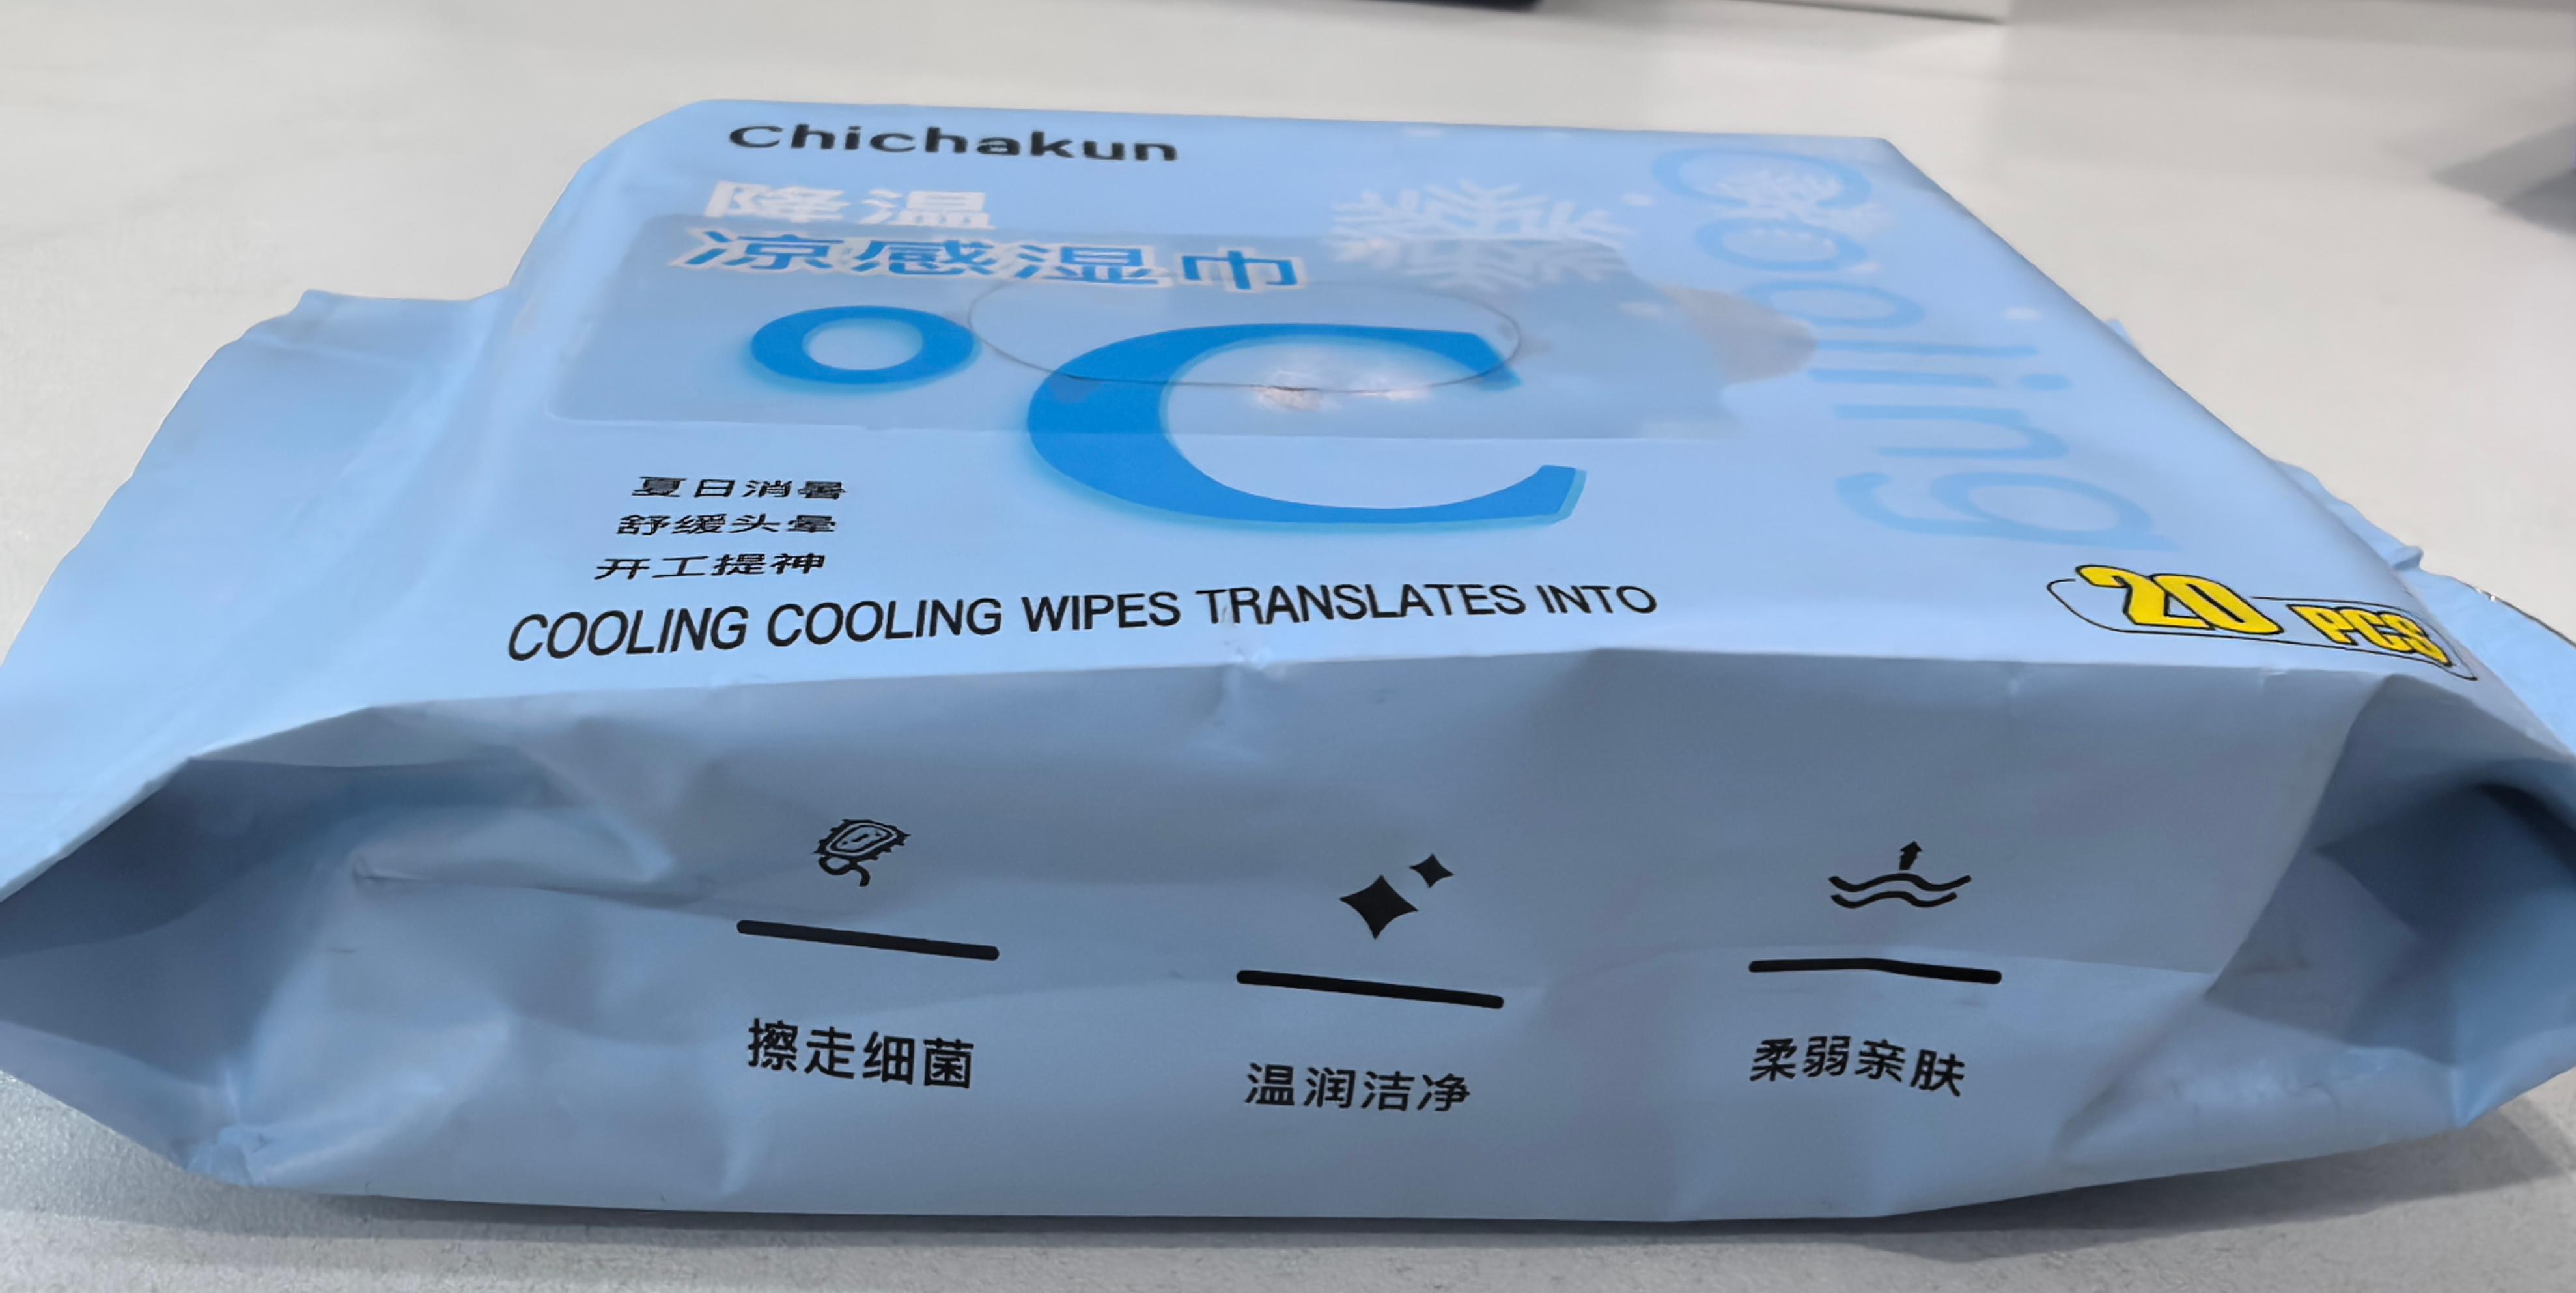 Chichakun
降温
凉感湿巾
°C
Cooling
夏日消暑
舒缓头晕
开工提神
COOLING COOLING WIPES TRANSLATES INTO
20 PCS
擦走细菌
温润洁净
柔弱亲肤